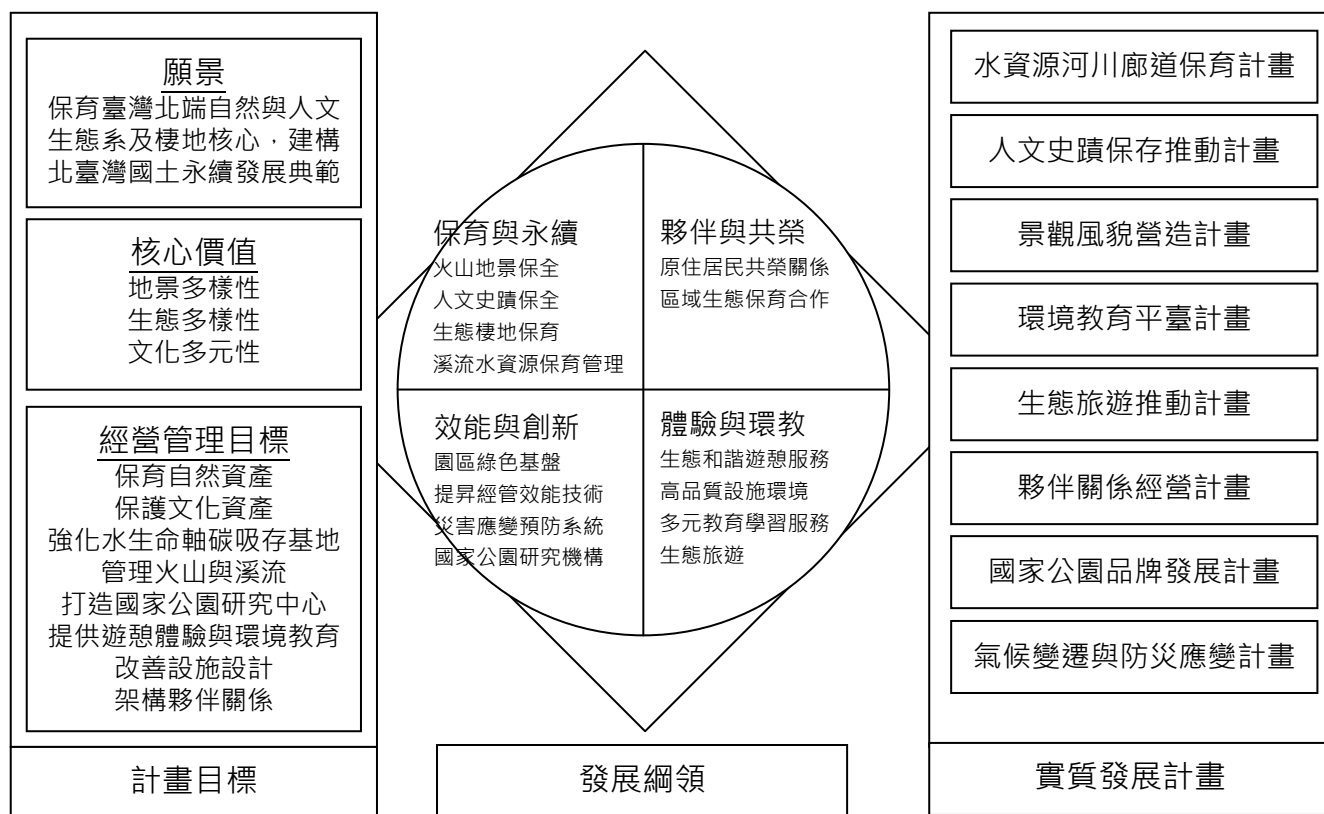 願景
保育臺灣北端自然與人文
生態系及棲地核心，建構
北臺灣國土永續發展典範
核心價值
地景多樣性
生態多樣性
文化多元性
經營管理目標
保育自然資產
保護文化資產
強化水生命軸碳吸存基地
管理火山與溪流
打造國家公園研究中心
提供遊憩體驗與環境教育
改善設施設計
架構夥伴關係
計畫目標
保育與永續
火山地景保全
人文史蹟保全
生態棲地保育
溪流水資源保育管理
夥伴與共榮
原住居民共榮關係
區域生態保育合作
效能與創新
園區綠色基盤
提昇經管效能技術
災害應變預防系統
國家公園研究機構
體驗與環教
生態和諧遊憩服務
高品質設施環境
多元教育學習服務
生態旅遊
發展綱領
水資源河川廊道保育計畫
人文史蹟保存推動計畫
景觀風貌營造計畫
環境教育平臺計畫
生態旅遊推動計畫
夥伴關係經營計畫
國家公園品牌發展計畫
氣候變遷與防災應變計畫
實質發展計畫